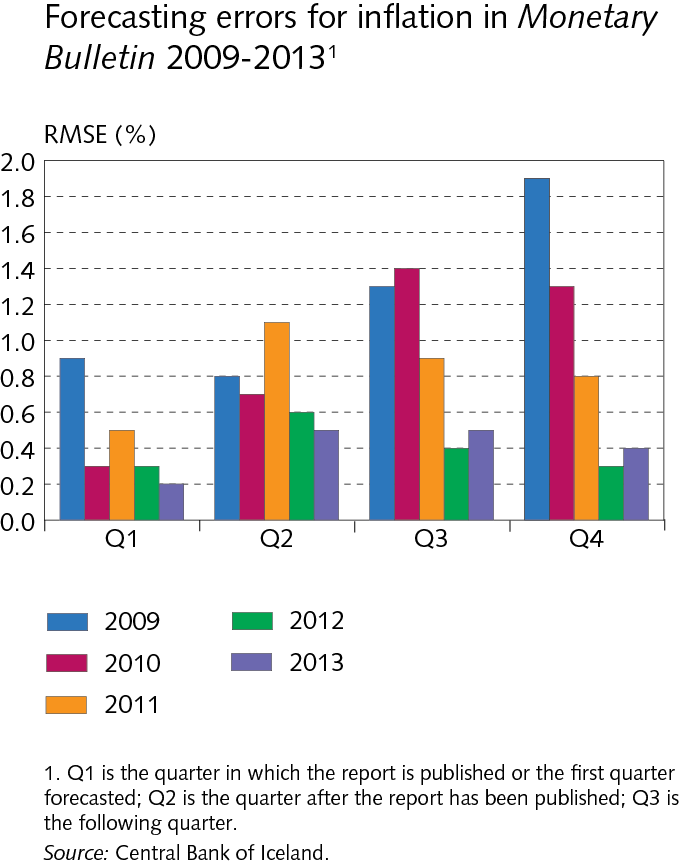 Forecasting errors for inflation in Monetary
Bulletin 2009-2013¹
RMSE (%)
2.0
1.8
1.6
1.4
1.2
1.0
0.8
0.6
0.4
0.2
0.0
Q1 Q2 Q3 Q4
2009
2010
2011
2012
2013
1. Q1 is the quarter in which the report is published or the first quarter
forecasted; Q2 is the quarter after the report has been published; Q3 is
the following quarter.
Source: Central Bank of Iceland.